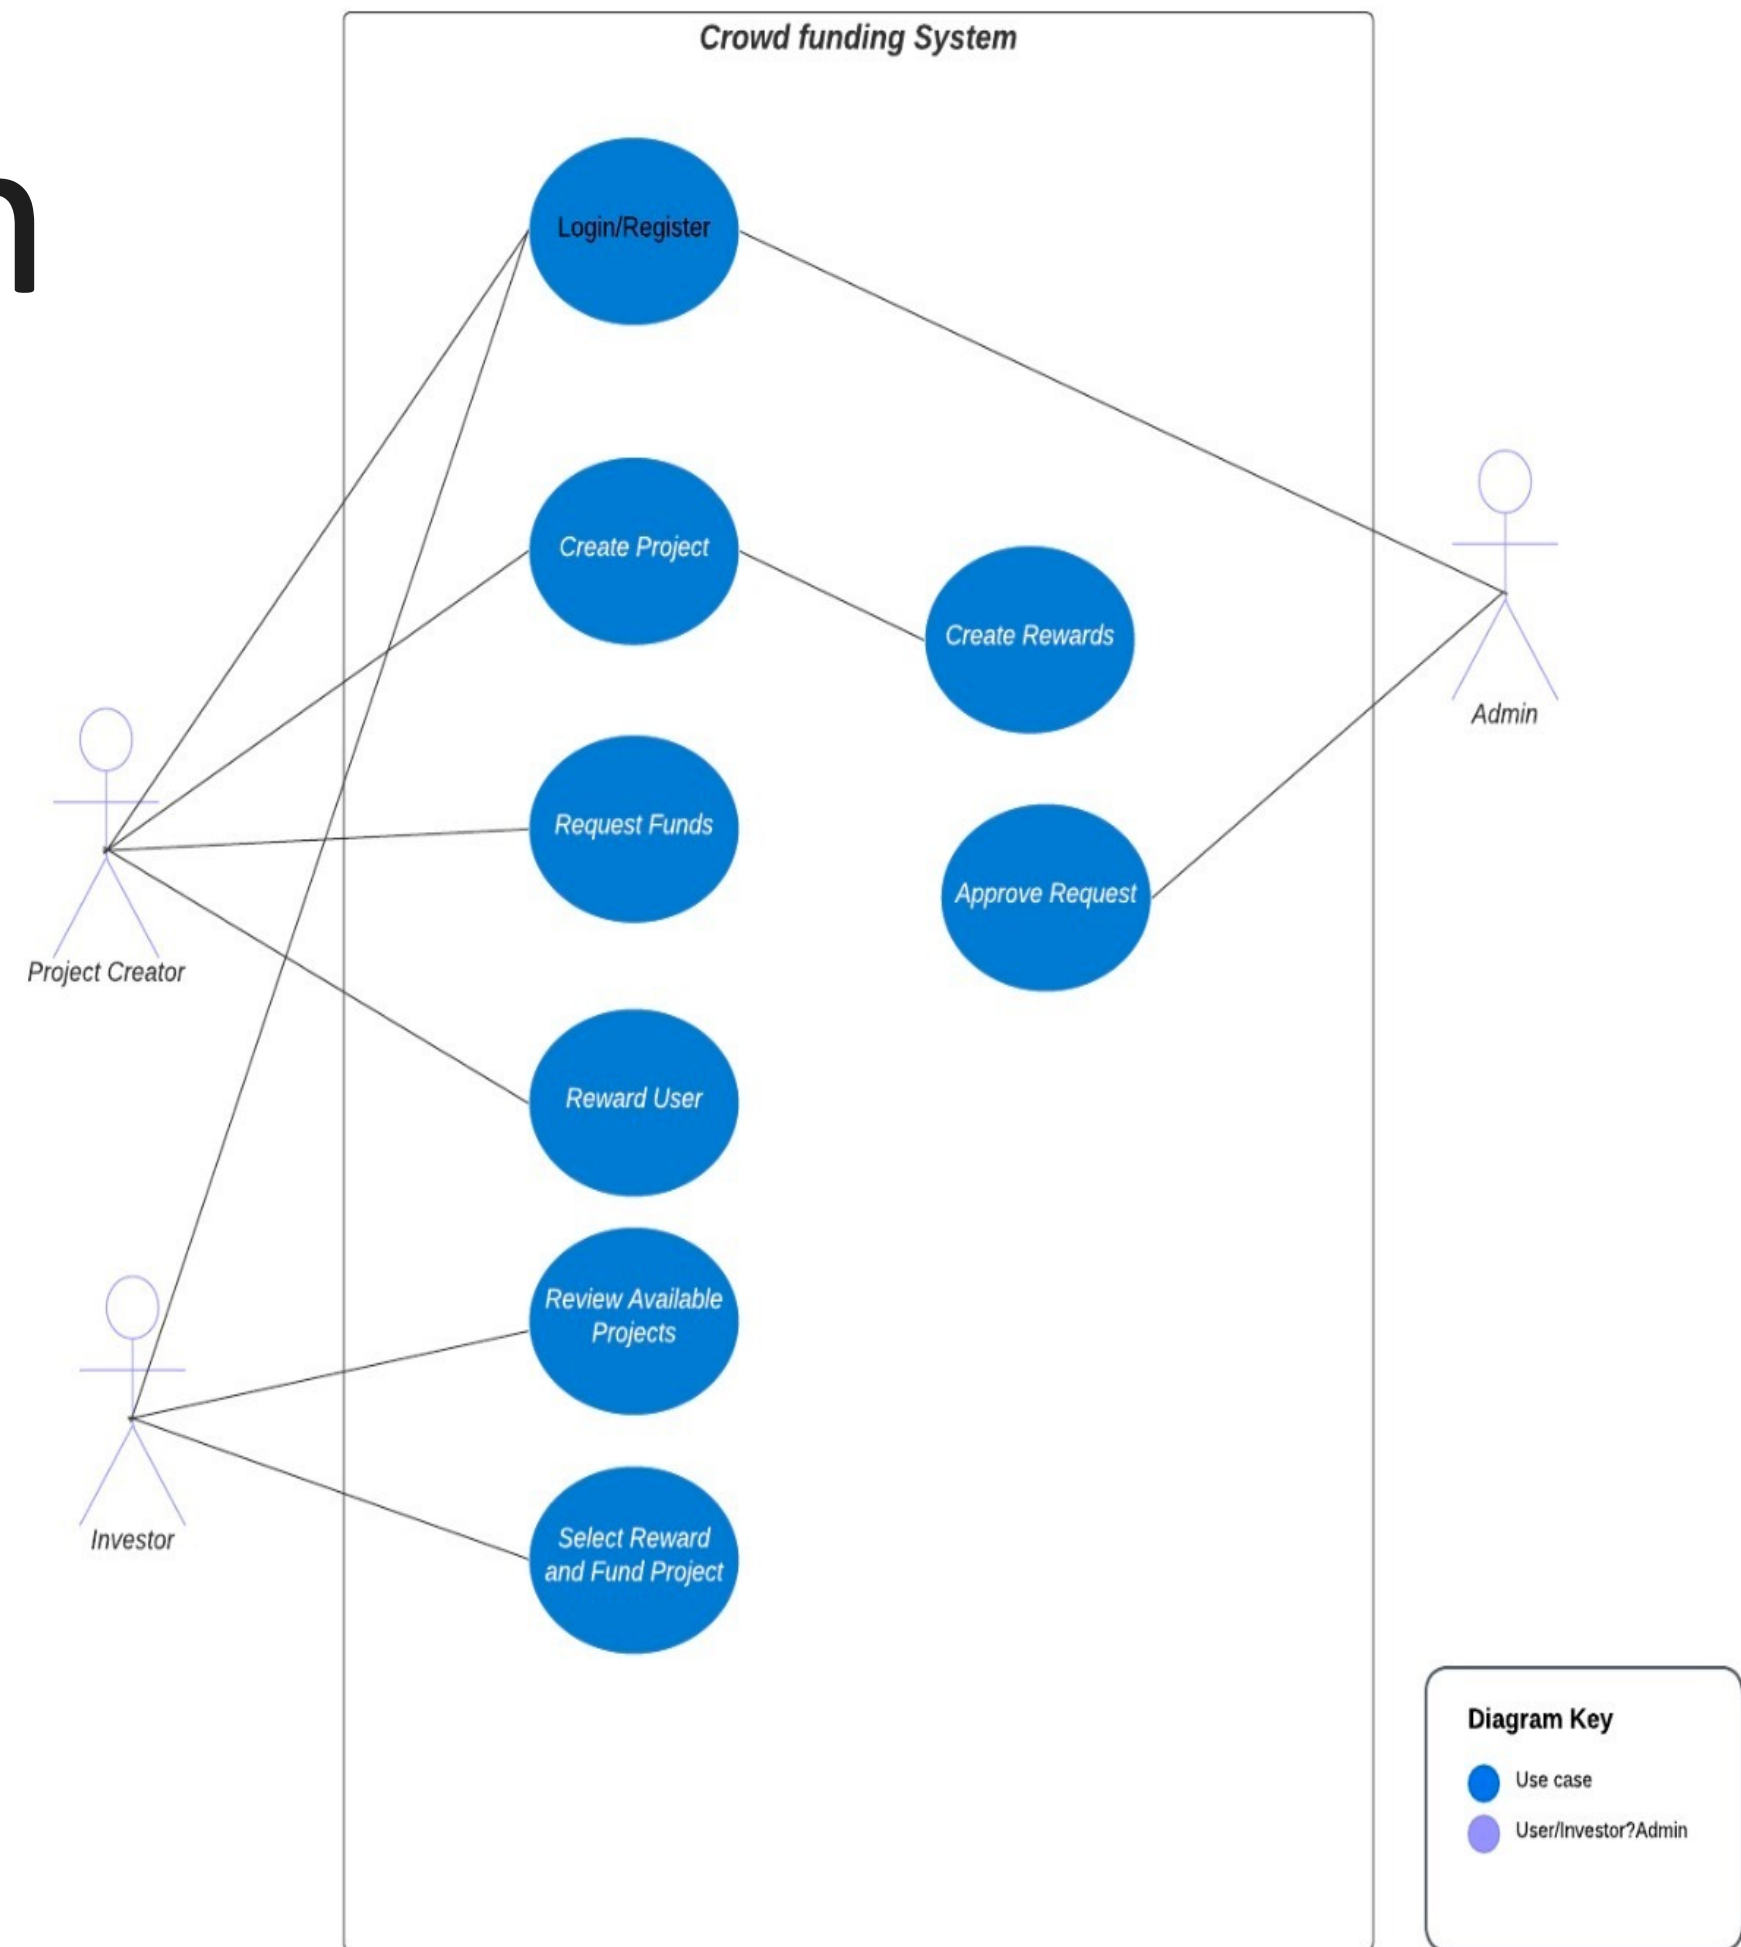 Crowd funding System
n
Login/Register
Create Project
Create Rewards
Admin
Request Funds
Approve Request
Project Creator
Reward User
Review Available
Projects
Investor
Select Reward
and Fund Project
Diagram Key
Use case
User/Investor?Admin